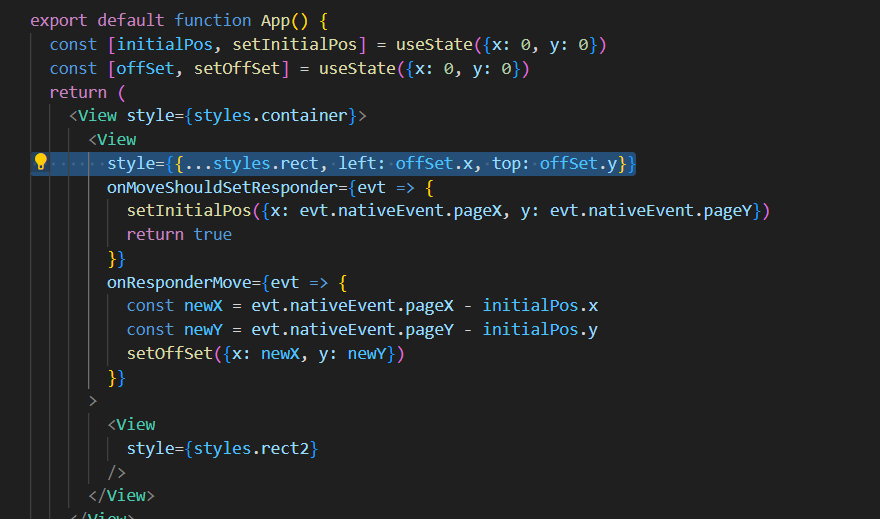 export default function App() {
const [initialPos, setInitialPos] = useState({x: 0, y: 0})
const [offSet, setOffSet] = useState({x: 0, y: 0})
return (
<View style={styles.container}>
<View
style={{...styles.rect, left: offSet.x, top: offSet.y}}
onMoveShouldSetResponder={evt => {
setInitialPos({x: evt.nativeEvent.pageX, y: evt.nativeEvent.pageY})
return true
}}
onResponderMove={evt => {
const newX = evt.nativeEvent.pageX - initialPos.x
const newY = evt.nativeEvent.pageY - initialPos.y
setOffSet({x: newX, y: newY})
}}
>
<View
style={styles.rect2}
/>
</View>
</View>